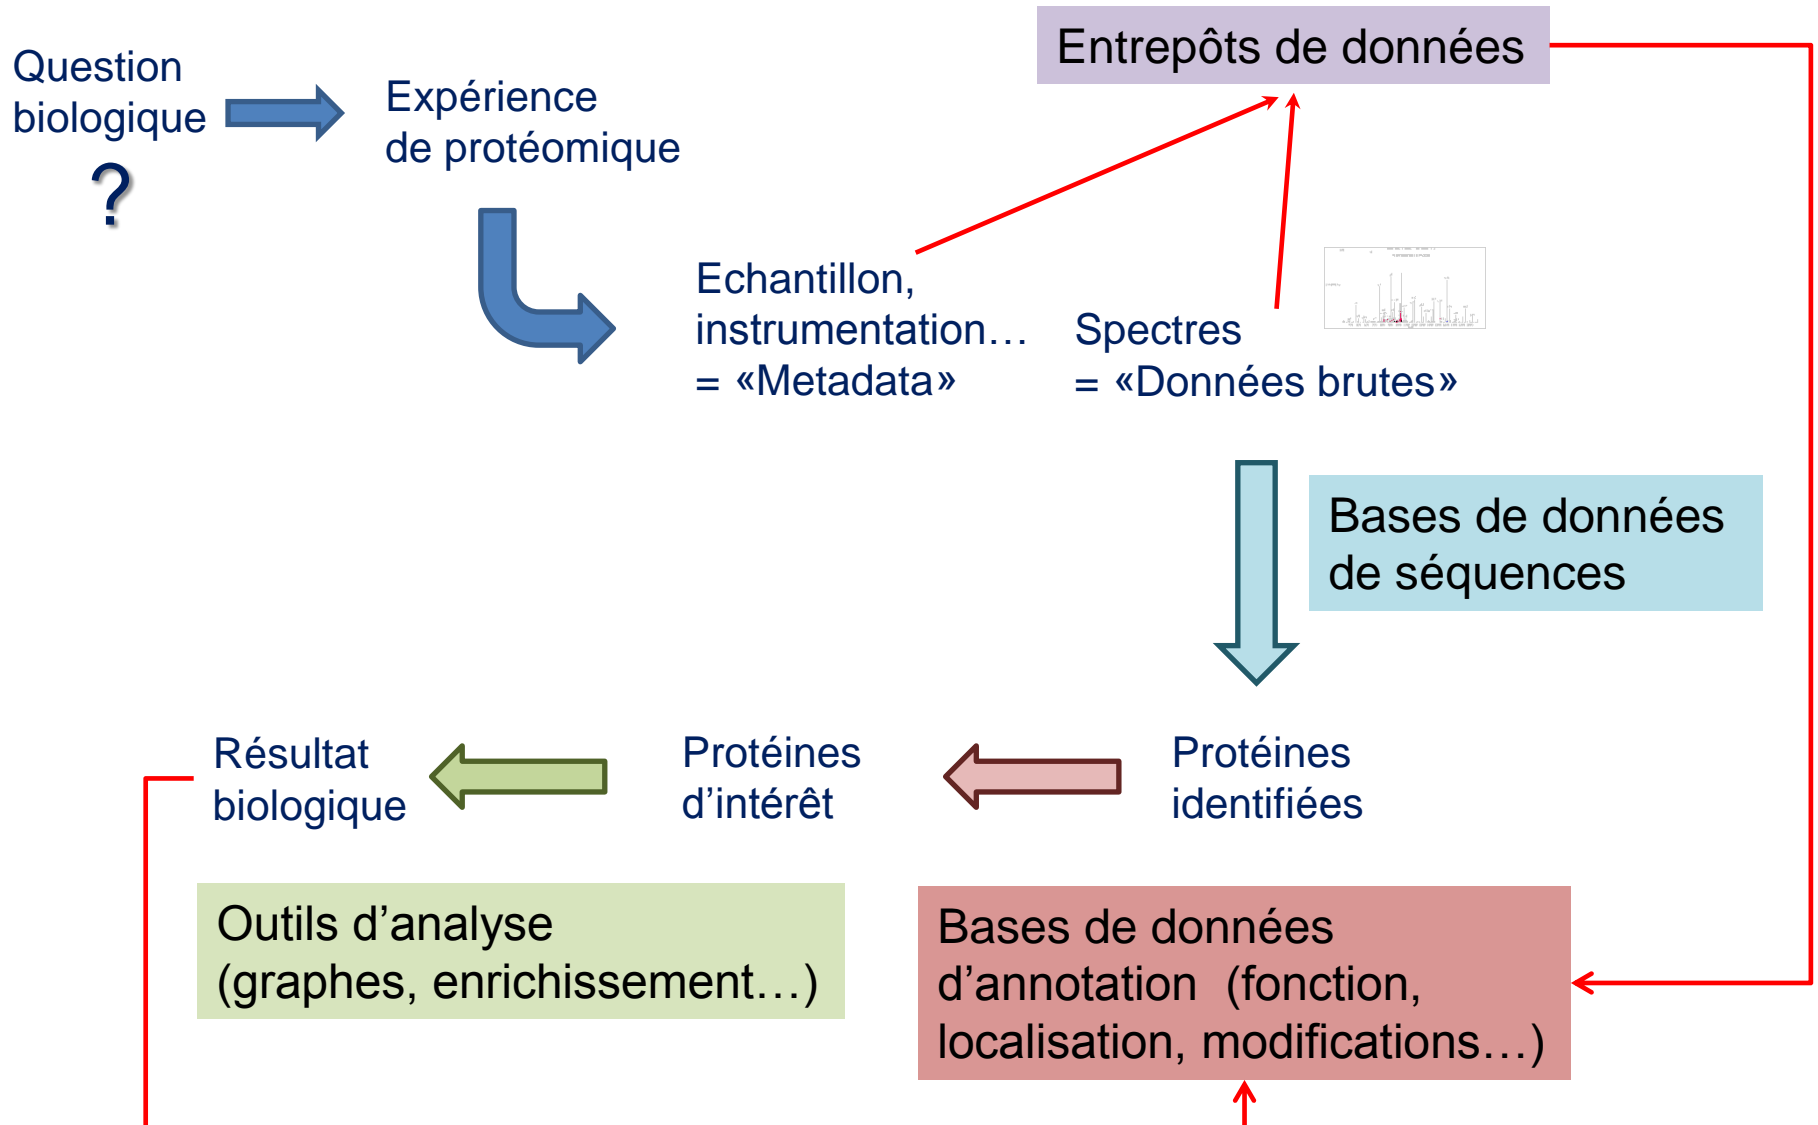 Question
biologique
?
Expérience
de protéomique
Entrepôts de données
Echantillon,
instrumentation…
= «Metadata»
Spectres
= «Données brutes»
Bases de données
de séquences
Résultat
biologique
Protéines
d’intérêt
Protéines
identifiées
Outils d’analyse
(graphes, enrichissement…)
Bases de données
d’annotation (fonction,
localisation, modifications…)